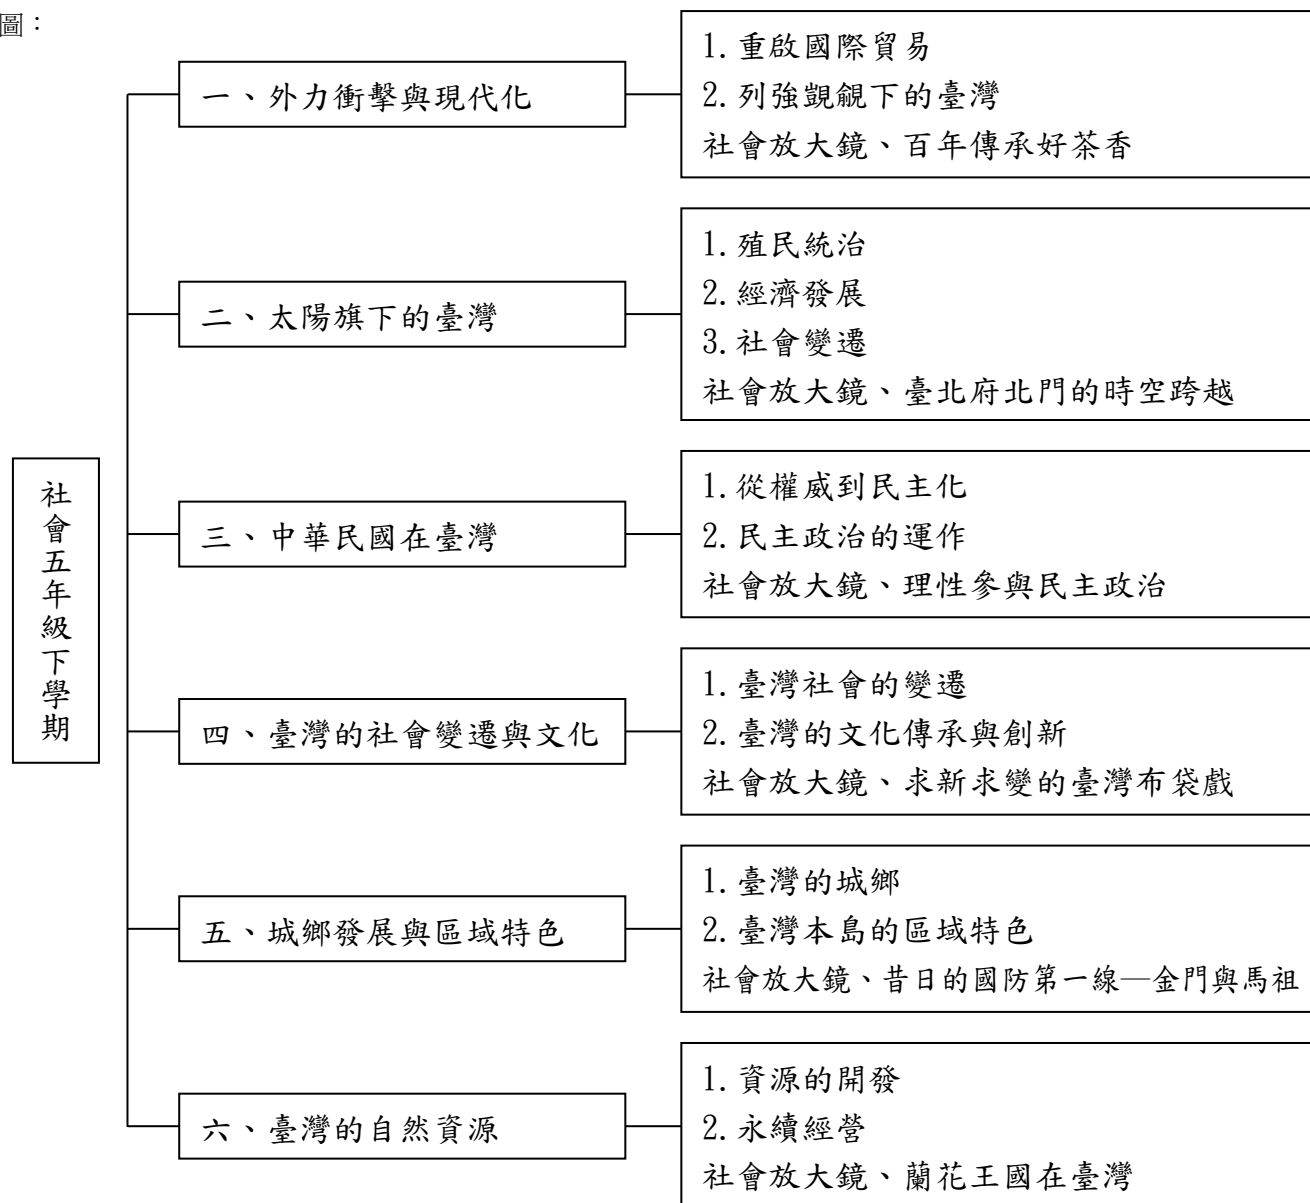 圖：
社會五年級下學期
一、外力衝擊與現代化
1.重啟國際貿易
2.列強覬覦下的臺灣
社會放大鏡、百年傳承好茶香
二、太陽旗下的臺灣
1.殖民統治
2.經濟發展
3.社會變遷
社會放大鏡、臺北府北門的時空跨越
三、中華民國在臺灣
1.從權威到民主化
2.民主政治的運作
社會放大鏡、理性參與民主政治
四、臺灣的社會變遷與文化
1.臺灣社會的變遷
2.臺灣的文化傳承與創新
社會放大鏡、求新求變的臺灣布袋戲
五、城鄉發展與區域特色
1.臺灣的城鄉
2.臺灣本島的區域特色
社會放大鏡、昔日的國防第一線—金門與馬祖
六、臺灣的自然資源
1.資源的開發
2.永續經營
社會放大鏡、蘭花王國在臺灣